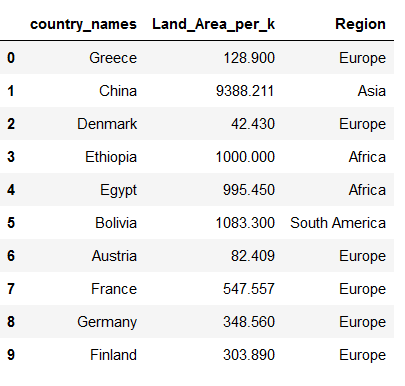 country_names Land_Area_per_k Region
0 Greece 128.900 Europe
1 China 9388.211 Asia
2 Denmark 42.430 Europe
3 Ethiopia 1000.000 Africa
4 Egypt 995.450 Africa
5 Bolivia 1083.300 South America
6 Austria 82.409 Europe
7 France 547.557 Europe
8 Germany 348.560 Europe
9 Finland 303.890 Europe